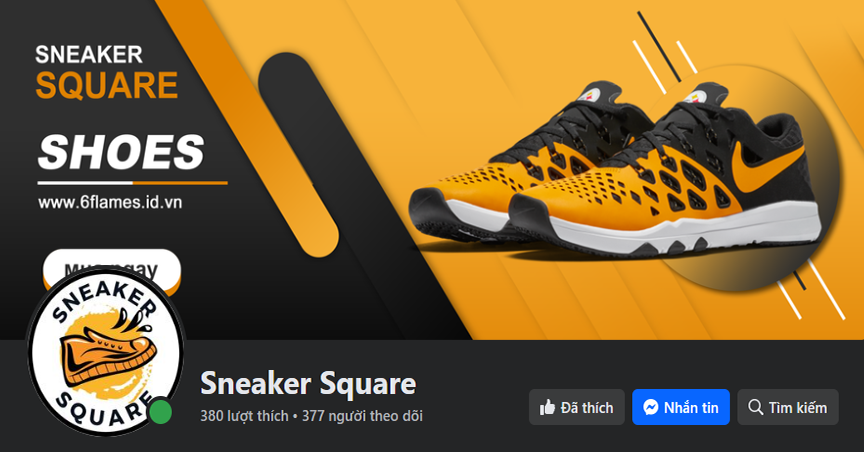 SNEAKER
SQUARE
SHOES
www.6flames.id.vn
SNEAKER
SQUARE
Sneaker Square
380 lượt thích • 377 người theo dõi
Đã thích
Nhắn tin
Tìm kiếm